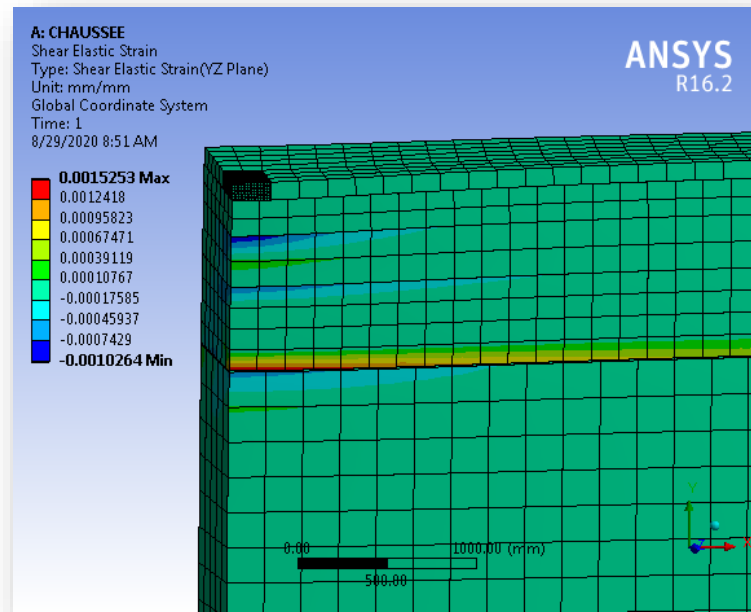 A: CHAUSSEE
Shear Elastic Strain
Type: Shear Elastic Strain(YZ Plane)
Unit: mm/mm
Global Coordinate System
Time: 1
8/29/2020 8:51 AM
ANSYS
R16.2
0.0015253 Max
0.0012418
0.00095823
0.00067471
0.00039119
0.00010767
-0.00017585
-0.00045937
-0.0007429
-0.0010264 Min
Y
Z
X
0.00
1000.00 (mm)
500.00